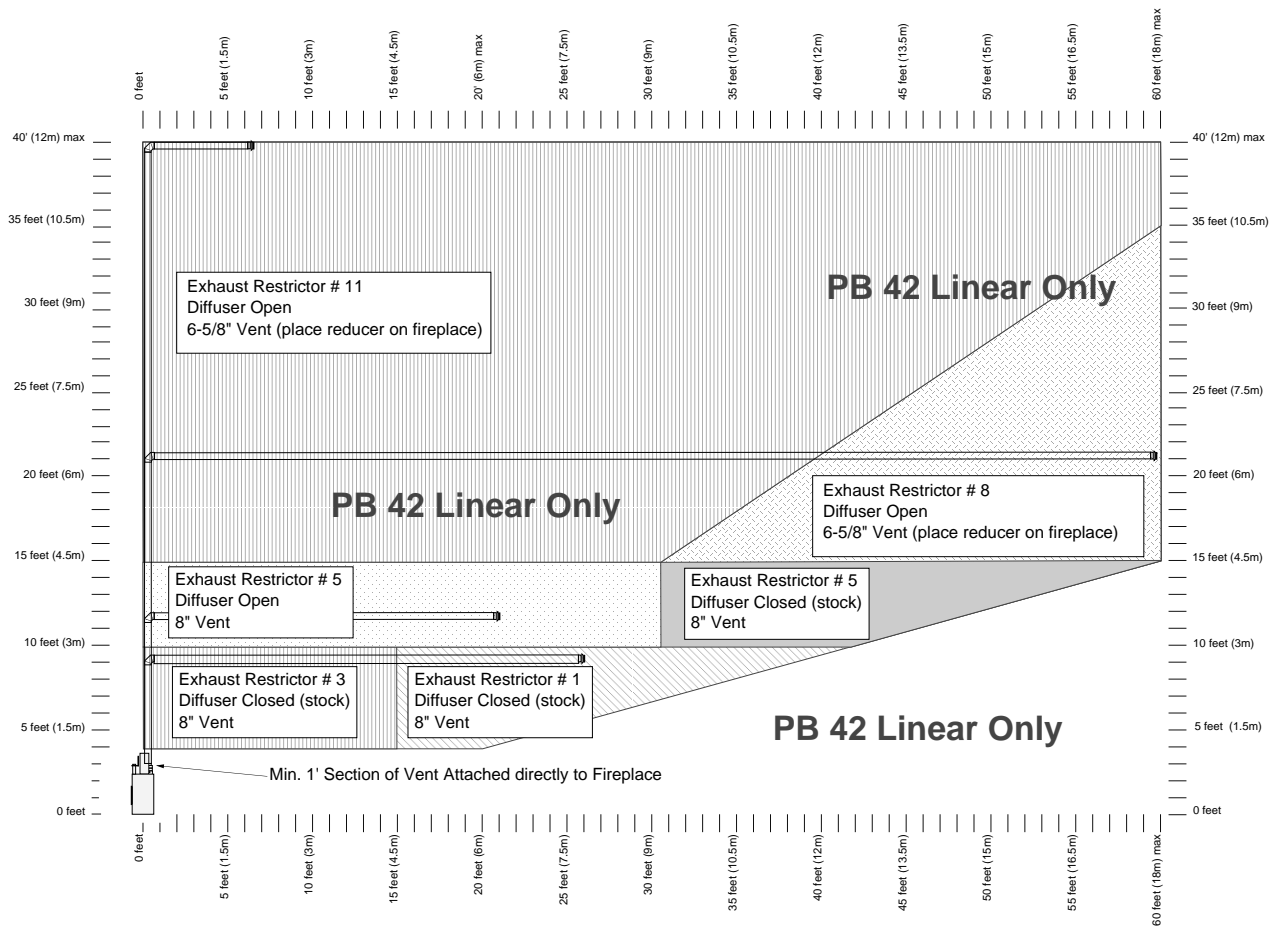 0 feet
5 feet (1.5m)
10 feet (3m)
15 feet (4.5m)
20' (6m) max
25 feet (7.5m)
30 feet (9m)
35 feet (10.5m)
40 feet (12m)
45 feet (13.5m)
50 feet (15m)
55 feet (16.5m)
60 feet (18m) max
40' (12m) max
35 feet (10.5m)
30 feet (9m)
25 feet (7.5m)
20 feet (6m)
15 feet (4.5m)
10 feet (3m)
5 feet (1.5m)
0 feet
Exhaust Restrictor # 11
Diffuser Open
6-5/8" Vent (place reducer on fireplace)
PB 42 Linear Only
PB 42 Linear Only
Exhaust Restrictor # 8
Diffuser Open
6-5/8" Vent (place reducer on fireplace)
Exhaust Restrictor # 5
Diffuser Open
8" Vent
Exhaust Restrictor # 5
Diffuser Closed (stock)
8" Vent
Exhaust Restrictor # 3
Diffuser Closed (stock)
8" Vent
Exhaust Restrictor # 1
Diffuser Closed (stock)
8" Vent
PB 42 Linear Only
Min. 1' Section of Vent Attached directly to Fireplace
40' (12m) max
35 feet (10.5m)
30 feet (9m)
25 feet (7.5m)
20 feet (6m)
15 feet (4.5m)
10 feet (3m)
5 feet (1.5m)
0 feet
0 feet
5 feet (1.5m)
10 feet (3m)
15 feet (4.5m)
20 feet (6m)
25 feet (7.5m)
30 feet (9m)
35 feet (10.5m)
40 feet (12m)
45 feet (13.5m)
50 feet (15m)
55 feet (16.5m)
60 feet (18m) max